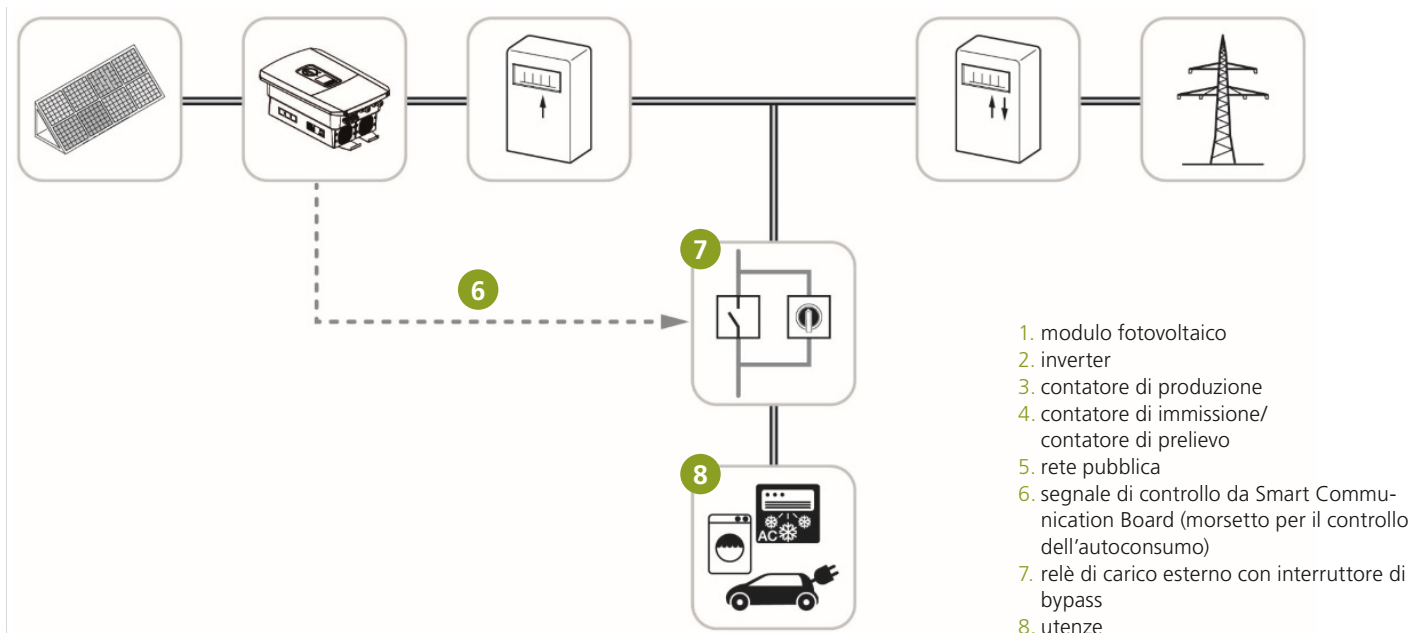 7
6
8
AC
1. modulo fotovoltaico
2. inverter
3. contatore di produzione
4. contatore di immissione/
contatore di prelievo
5. rete pubblica
6. segnale di controllo da Smart Commu-
nication Board (morsetto per il controllo
dell'autoconsumo)
7. relè di carico esterno con interruttore di
bypass
8. utenze